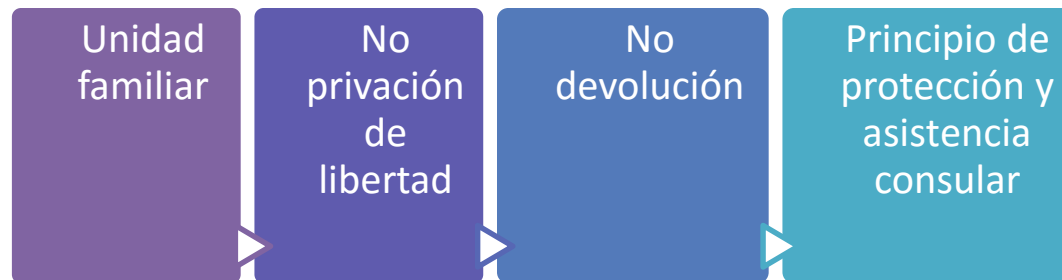 Unidad
familiar
No
privación
de
libertad
No
devolución
Principio de
protección y
asistencia
consular